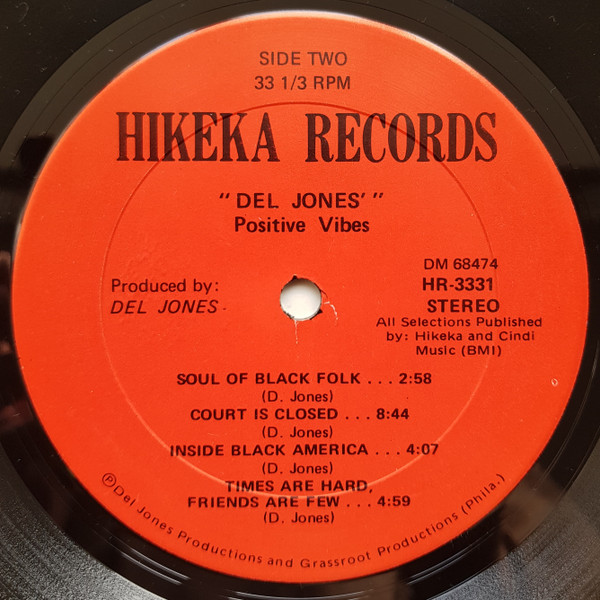 SIDE TWO
33 1/3 RPM
HIKEKA RECORDS
"DEL JONES'"
Positive Vibes
DM 68474
Produced by:
HR-3331
DEL JONES
STEREO
All Selections Published
by: Hikeka and Cindi
Music (BMI)
SOUL OF BLACK FOLK . . . 2:58
(D. Jones)
COURT IS CLOSED . . . 8:44
(D. Jones)
INSIDE BLACK AMERICA . . . 4:07
(D. Jones)
TIMES ARE HARD,
FRIENDS ARE FEW . . . 4:59
(D. Jones)
Ⓟ Del Jones Productions and Grassroot Productions (Phila.)